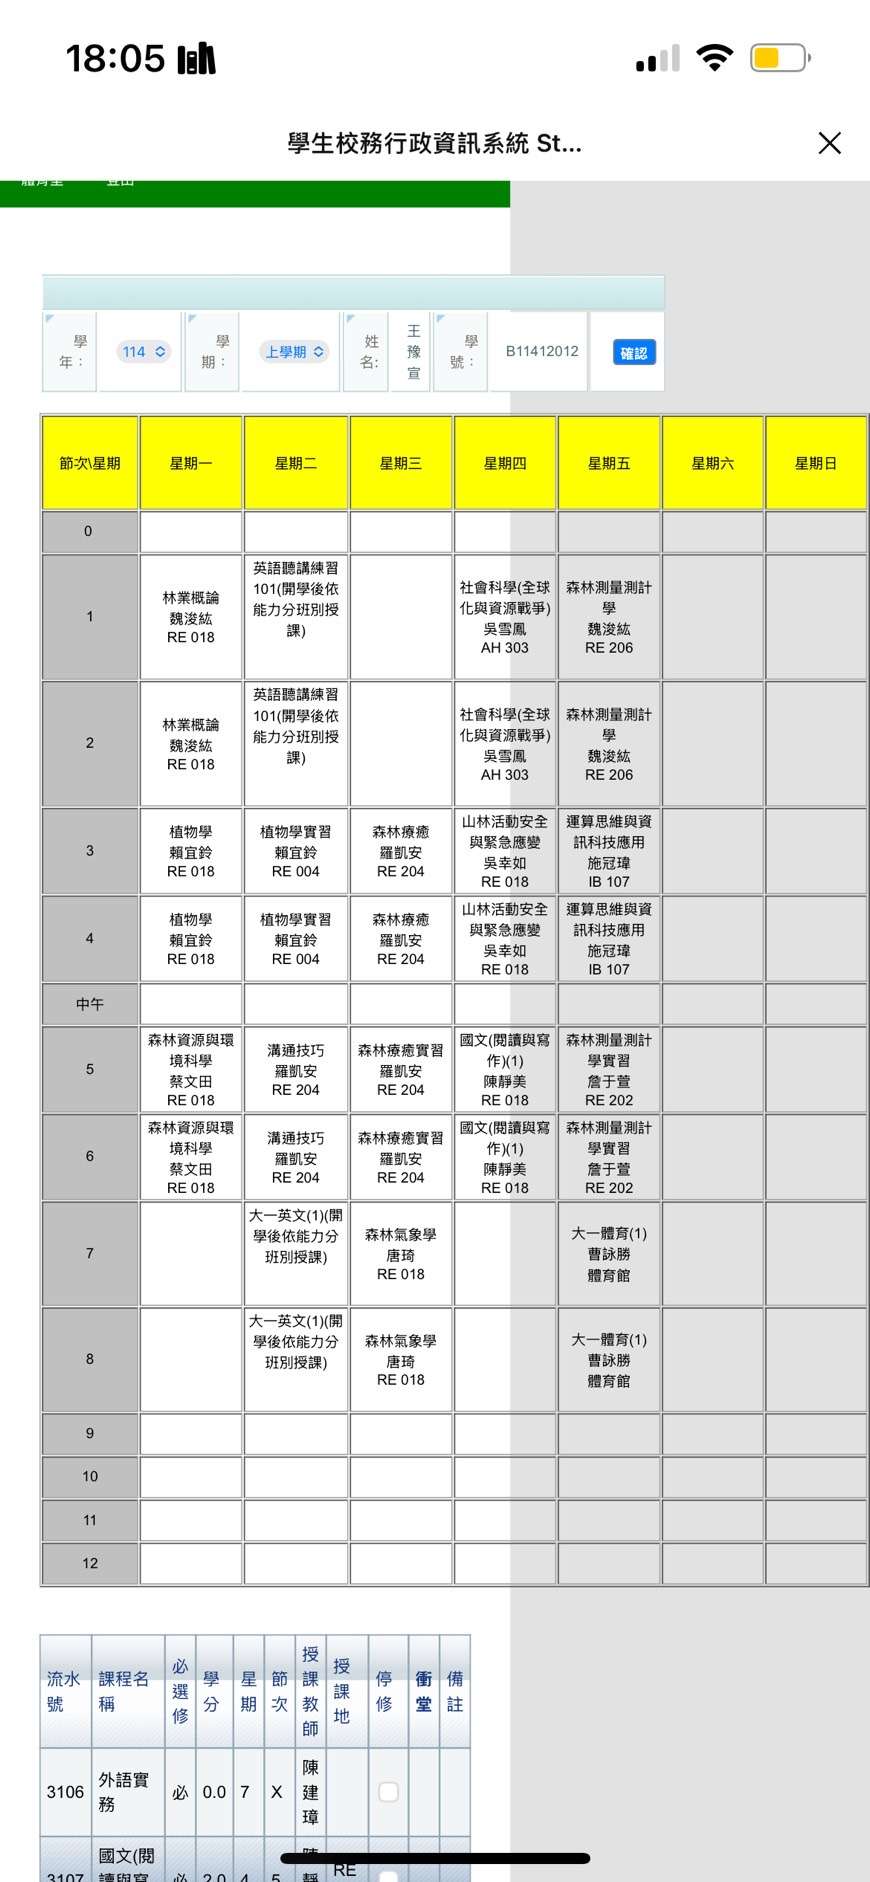 18:05
學生校務行政資訊系統 St...
體育室 登出
學年： 114 學期： 上學期 姓名: 王豫宣 學號： B11412012 確認
節次\星期 星期一 星期二 星期三 星期四 星期五 星期六 星期日
0
1
林業概論
魏浚紘
RE 018
英語聽講練習
101(開學後依
能力分班別授
課)
社會科學(全球
化與資源戰爭)
吳雪鳳
AH 303
森林測量測計
學
魏浚紘
RE 206
2
林業概論
魏浚紘
RE 018
英語聽講練習
101(開學後依
能力分班別授
課)
社會科學(全球
化與資源戰爭)
吳雪鳳
AH 303
森林測量測計
學
魏浚紘
RE 206
3
植物學
賴宜鈴
RE 018
植物學實習
賴宜鈴
RE 004
森林療癒
羅凱安
RE 204
山林活動安全
與緊急應變
吳幸如
RE 018
運算思維與資
訊科技應用
施冠瑋
IB 107
4
植物學
賴宜鈴
RE 018
植物學實習
賴宜鈴
RE 004
森林療癒
羅凱安
RE 204
山林活動安全
與緊急應變
吳幸如
RE 018
運算思維與資
訊科技應用
施冠瑋
IB 107
中午
5
森林資源與環
境科學
蔡文田
RE 018
溝通技巧
羅凱安
RE 204
森林療癒實習
羅凱安
RE 204
國文(閱讀與寫
作)(1)
陳靜美
RE 018
森林測量測計
學實習
詹于萱
RE 202
6
森林資源與環
境科學
蔡文田
RE 018
溝通技巧
羅凱安
RE 204
森林療癒實習
羅凱安
RE 204
國文(閱讀與寫
作)(1)
陳靜美
RE 018
森林測量測計
學實習
詹于萱
RE 202
7
大一英文(1)(開
學後依能力分
班別授課)
森林氣象學
唐琦
RE 018
大一體育(1)
曹詠勝
體育館
8
大一英文(1)(開
學後依能力分
班別授課)
森林氣象學
唐琦
RE 018
大一體育(1)
曹詠勝
體育館
9
10
11
12
流水號 課程名稱 必選修 學分 星期 節次 授課教師 授課地 停修 衝堂 備註
3106 外語實務 必 0.0 7 X 陳建璋
3107 國文(閱讀與寫 必 2.0 4 5 陳靜 RE